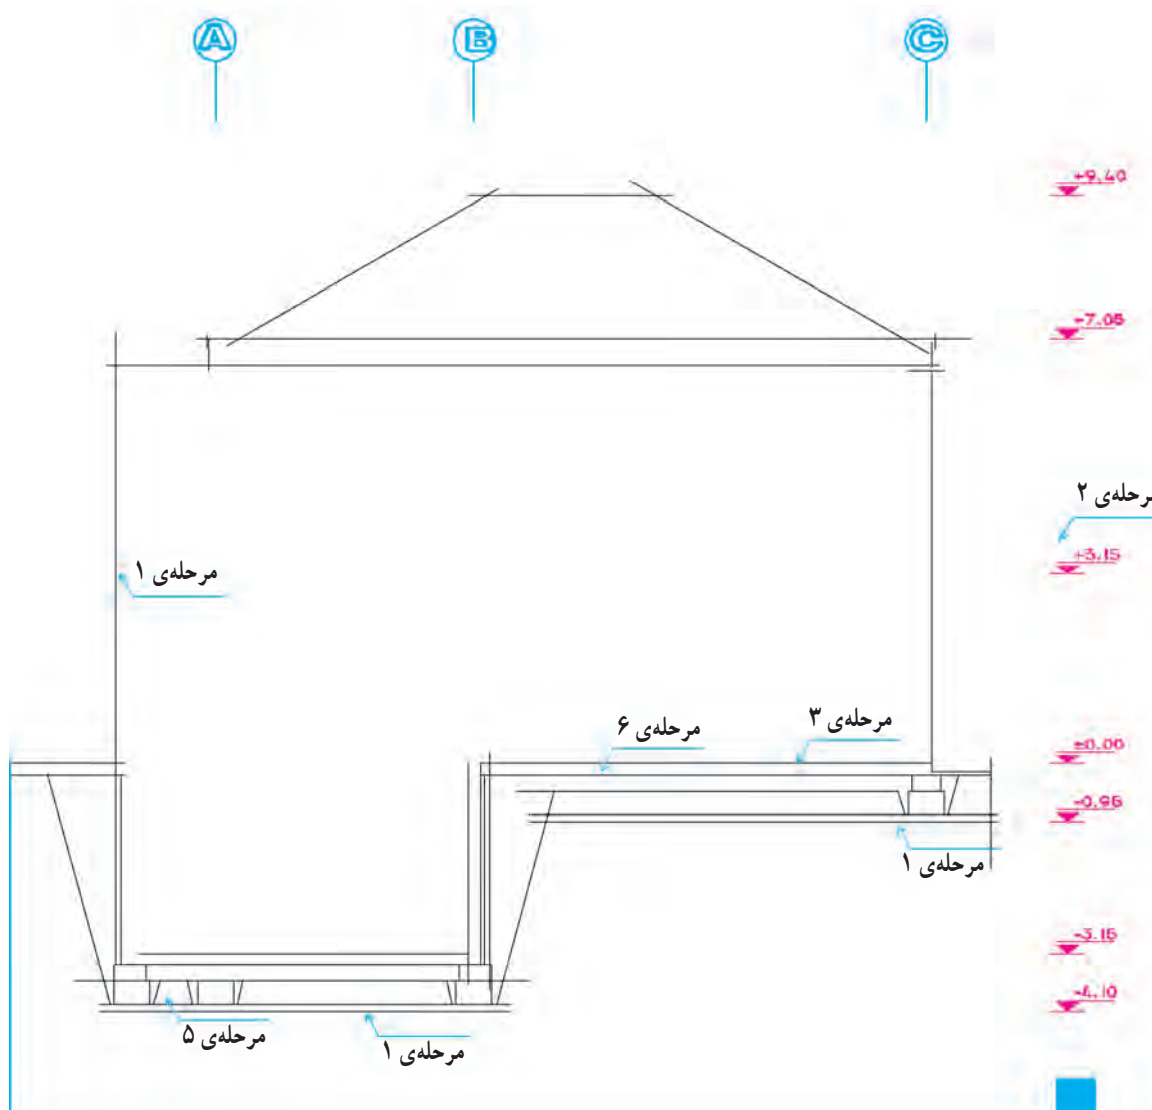 A B C
+9.40
+7.05
مرحله‌ی ۲
+3.15
مرحله‌ی ۱
مرحله‌ی ۶
مرحله‌ی ۳
±0.00
-0.95
مرحله‌ی ۱
-3.15
-4.10
مرحله‌ی ۵
مرحله‌ی ۱